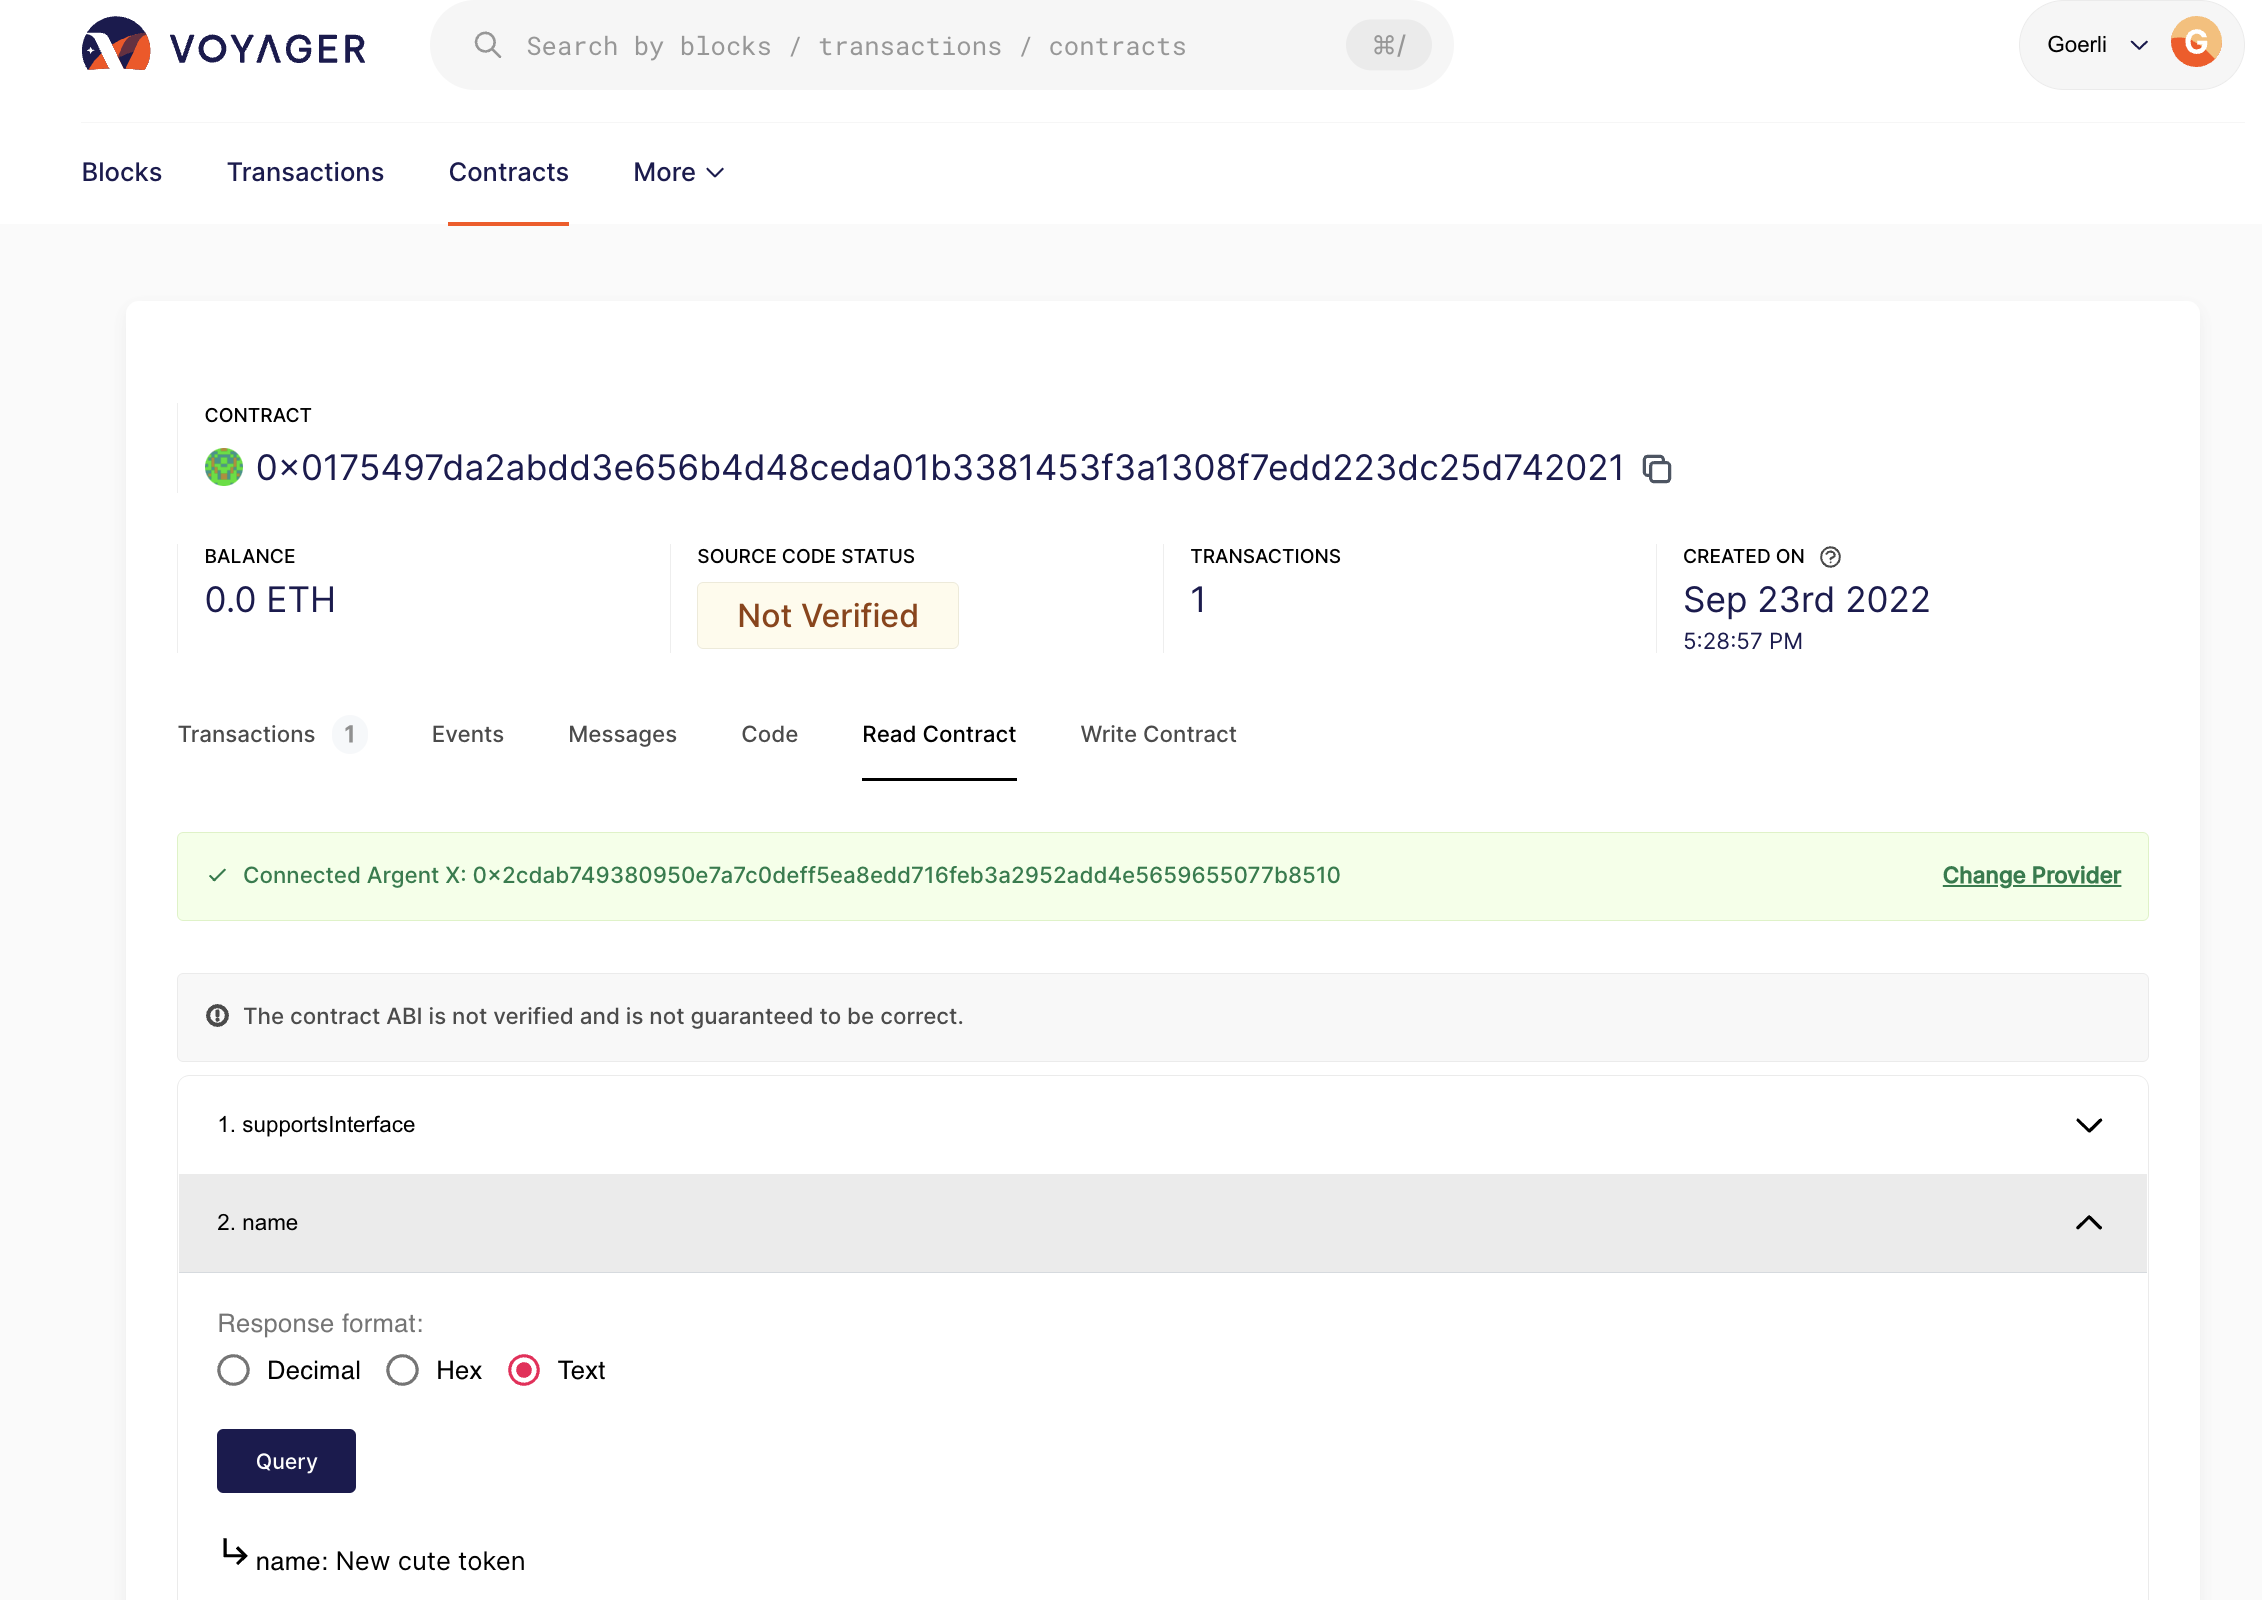 VOYAGER
Search by blocks / transactions / contracts
⌘/
Goerli
G
Blocks Transactions Contracts More
CONTRACT
0x0175497da2abdd3e656b4d48ceda01b3381453f3a1308f7edd223dc25d742021
BALANCE
0.0 ETH
SOURCE CODE STATUS
Not Verified
TRANSACTIONS
1
CREATED ON
Sep 23rd 2022
5:28:57 PM
Transactions 1 Events Messages Code Read Contract Write Contract
Connected Argent X: 0x2cdab749380950e7a7c0deff5ea8edd716feb3a2952add4e5659655077b8510
Change Provider
The contract ABI is not verified and is not guaranteed to be correct.
1. supportsInterface
2. name
Response format:
Decimal Hex Text
Query
name: New cute token